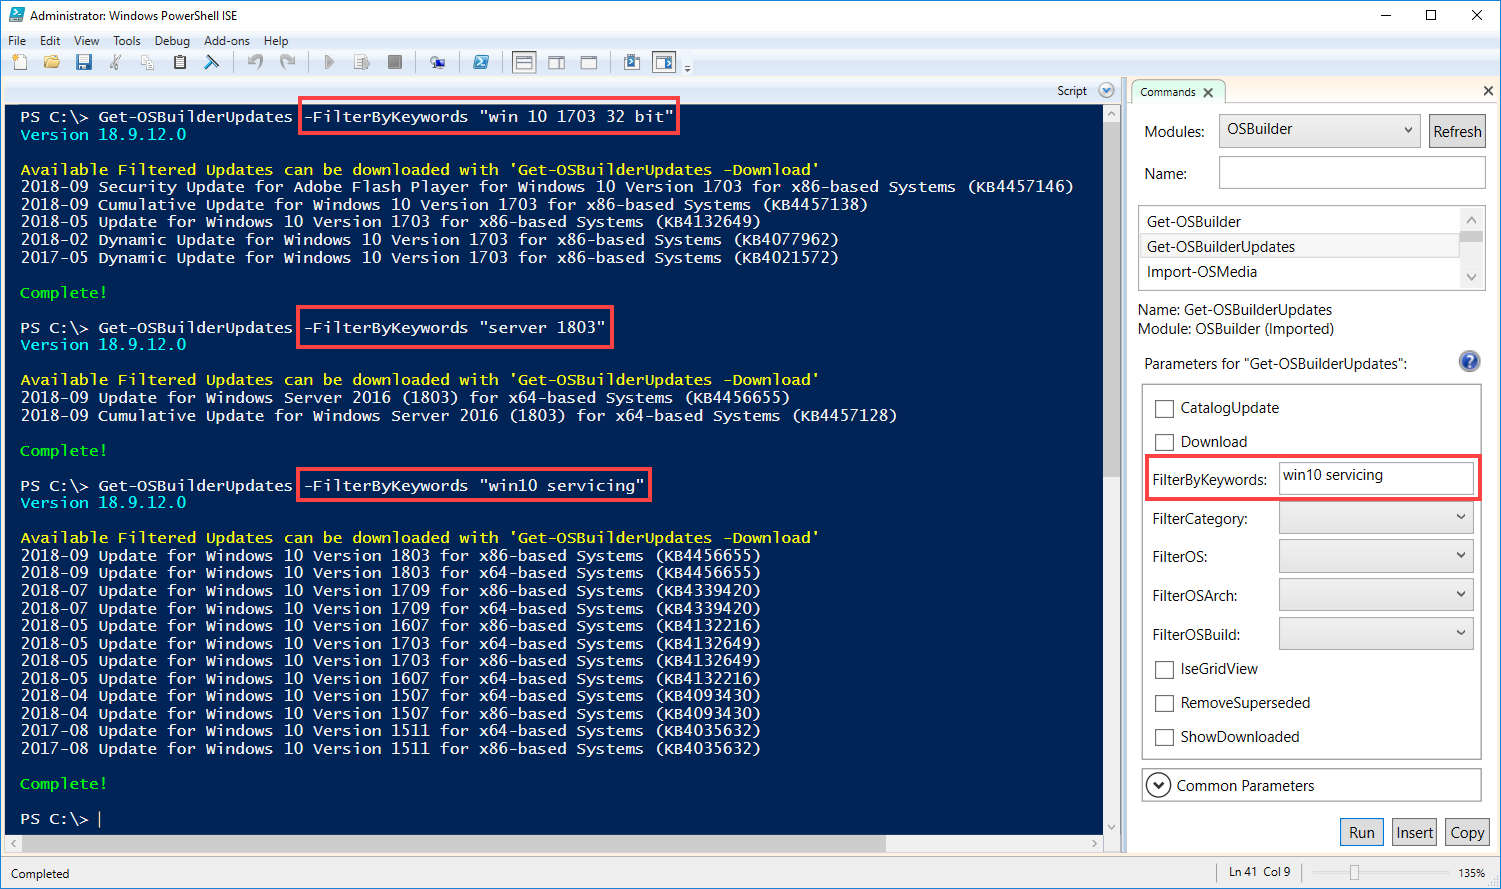 Administrator: Windows PowerShell ISE
File Edit View Tools Debug Add-ons Help
Script
PS C:\> Get-OSBuilderUpdates -FilterByKeywords "win 10 1703 32 bit"
Version 18.9.12.0
Available Filtered Updates can be downloaded with 'Get-OSBuilderUpdates -Download'
2018-09 Security Update for Adobe Flash Player for Windows 10 Version 1703 for x86-based Systems (KB4457146)
2018-09 Cumulative Update for Windows 10 Version 1703 for x86-based Systems (KB4457138)
2018-05 Update for Windows 10 Version 1703 for x86-based Systems (KB4132649)
2018-02 Dynamic Update for Windows 10 Version 1703 for x86-based Systems (KB4077962)
2017-05 Dynamic Update for Windows 10 Version 1703 for x86-based Systems (KB4021572)
Complete!
PS C:\> Get-OSBuilderUpdates -FilterByKeywords "server 1803"
Version 18.9.12.0
Available Filtered Updates can be downloaded with 'Get-OSBuilderUpdates -Download'
2018-09 Update for Windows Server 2016 (1803) for x64-based Systems (KB4456655)
2018-09 Cumulative Update for Windows Server 2016 (1803) for x64-based Systems (KB4457128)
Complete!
PS C:\> Get-OSBuilderUpdates -FilterByKeywords "win10 servicing"
Version 18.9.12.0
Available Filtered Updates can be downloaded with 'Get-OSBuilderUpdates -Download'
2018-09 Update for Windows 10 Version 1803 for x86-based Systems (KB4456655)
2018-09 Update for Windows 10 Version 1803 for x64-based Systems (KB4456655)
2018-07 Update for Windows 10 Version 1709 for x86-based Systems (KB4339420)
2018-07 Update for Windows 10 Version 1709 for x64-based Systems (KB4339420)
2018-05 Update for Windows 10 Version 1607 for x86-based Systems (KB4132216)
2018-05 Update for Windows 10 Version 1703 for x64-based Systems (KB4132649)
2018-05 Update for Windows 10 Version 1703 for x86-based Systems (KB4132649)
2018-05 Update for Windows 10 Version 1607 for x64-based Systems (KB4132216)
2018-04 Update for Windows 10 Version 1507 for x64-based Systems (KB4093430)
2018-04 Update for Windows 10 Version 1507 for x86-based Systems (KB4093430)
2017-08 Update for Windows 10 Version 1511 for x64-based Systems (KB4035632)
2017-08 Update for Windows 10 Version 1511 for x86-based Systems (KB4035632)
Complete!
PS C:\>
Commands
Modules: OSBuilder Refresh
Name:
Get-OSBuilder
Get-OSBuilderUpdates
Import-OSMedia
Name: Get-OSBuilderUpdates
Module: OSBuilder (Imported)
Parameters for "Get-OSBuilderUpdates": ?
CatalogUpdate
Download
FilterByKeywords: win10 servicing
FilterCategory:
FilterOS:
FilterOSArch:
FilterOSBuild:
IseGridView
RemoveSuperseded
ShowDownloaded
Common Parameters
Run Insert Copy
Completed
Ln 41 Col 9
135%